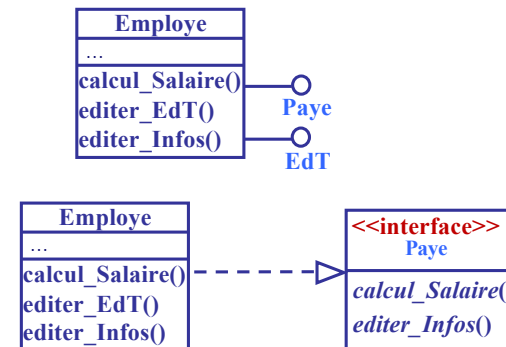 Employe
...
calcul_Salaire()
editer_EdT()
editer_Infos()
Paye
EdT
Employe
...
calcul_Salaire()
editer_EdT()
editer_Infos()
<<interface>>
Paye
calcul_Salaire(
editer_Infos()